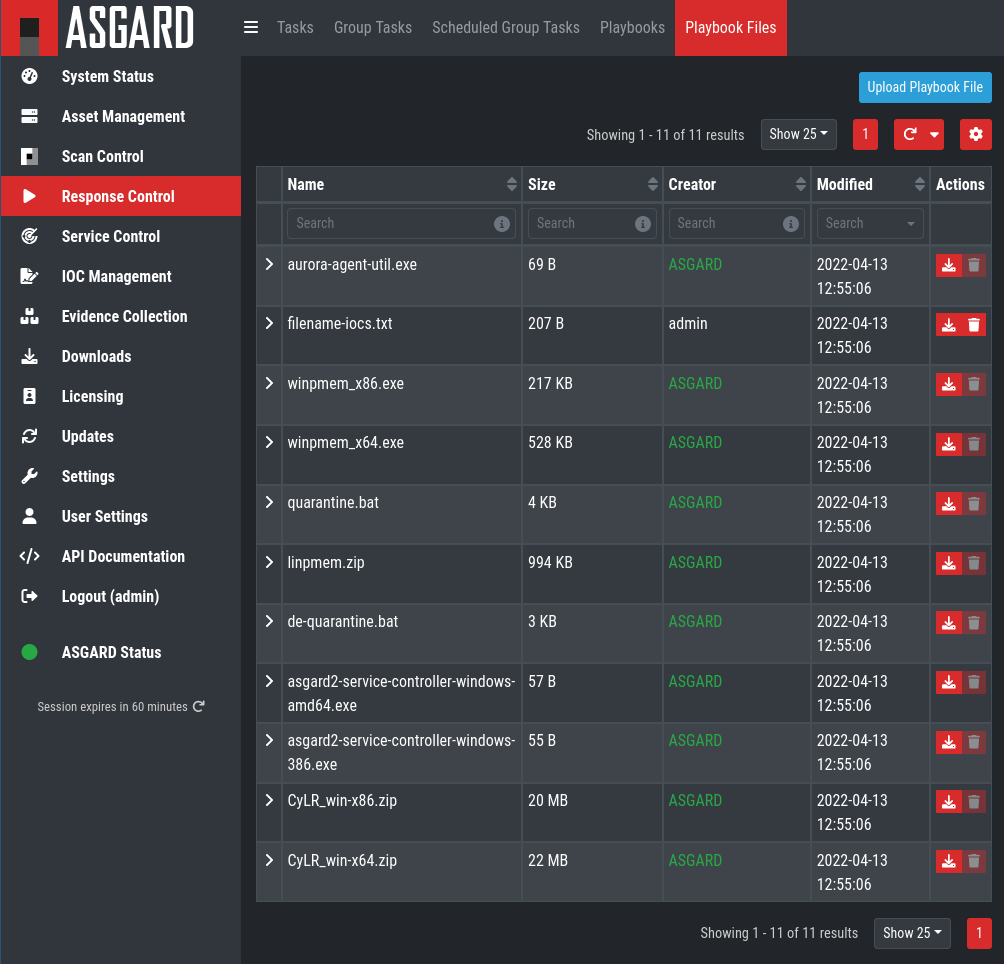 ASGARD
Tasks Group Tasks Scheduled Group Tasks Playbooks Playbook Files
System Status
Asset Management
Scan Control
Response Control
Service Control
IOC Management
Evidence Collection
Downloads
Licensing
Updates
Settings
User Settings
API Documentation
Logout (admin)
ASGARD Status
Session expires in 60 minutes
Upload Playbook File
Showing 1 - 11 of 11 results Show 25 1
Name Size Creator Modified Actions
Search Search Search Search
aurora-agent-util.exe 69 B ASGARD 2022-04-13
12:55:06
filename-iocs.txt 207 B admin 2022-04-13
12:55:06
winpmem_x86.exe 217 KB ASGARD 2022-04-13
12:55:06
winpmem_x64.exe 528 KB ASGARD 2022-04-13
12:55:06
quarantine.bat 4 KB ASGARD 2022-04-13
12:55:06
linpmem.zip 994 KB ASGARD 2022-04-13
12:55:06
de-quarantine.bat 3 KB ASGARD 2022-04-13
12:55:06
asgard2-service-controller-windows- 57 B ASGARD 2022-04-13
amd64.exe 12:55:06
asgard2-service-controller-windows- 55 B ASGARD 2022-04-13
386.exe 12:55:06
CyLR_win-x86.zip 20 MB ASGARD 2022-04-13
12:55:06
CyLR_win-x64.zip 22 MB ASGARD 2022-04-13
12:55:06
Showing 1 - 11 of 11 results Show 25 1